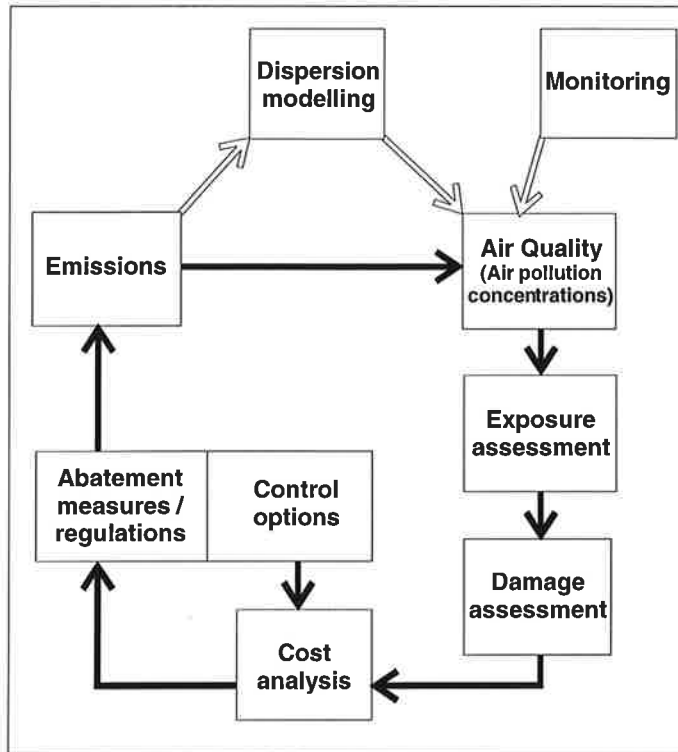 Dispersion
modelling
Monitoring
Emissions
Air Quality
(Air pollution
concentrations)
Exposure
assessment
Abatement
measures /
regulations
Control
options
Damage
assessment
Cost
analysis